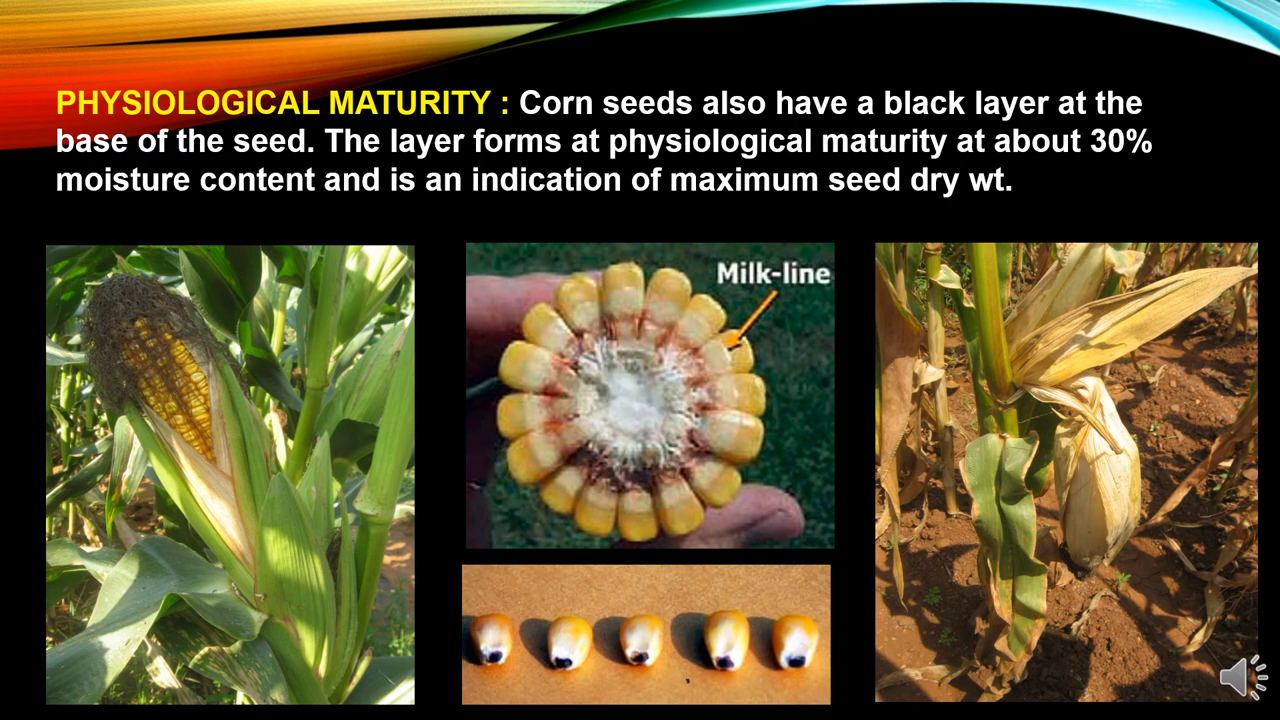 PHYSIOLOGICAL MATURITY : Corn seeds also have a black layer at the
base of the seed. The layer forms at physiological maturity at about 30%
moisture content and is an indication of maximum seed dry wt.
Milk-line